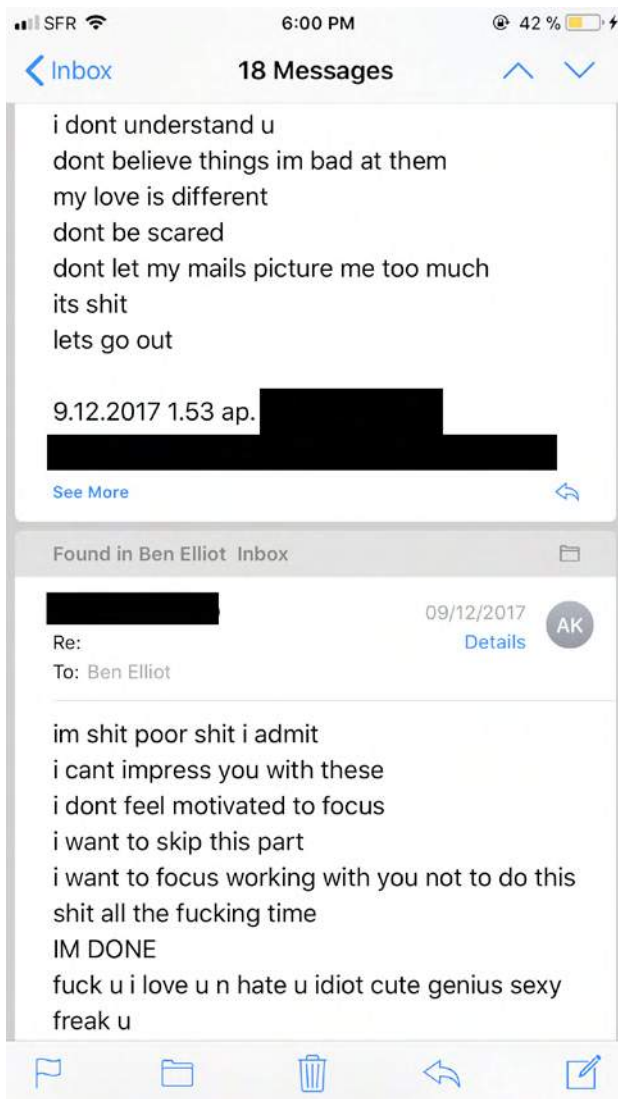 SFR 6:00 PM 42 %
Inbox 18 Messages
i dont understand u
dont believe things im bad at them
my love is different
dont be scared
dont let my mails picture me too much
its shit
lets go out
9.12.2017 1.53 ap.
See More
Found in Ben Elliot Inbox
09/12/2017
AK
Re:
Details
To: Ben Elliot
im shit poor shit i admit
i cant impress you with these
i dont feel motivated to focus
i want to skip this part
i want to focus working with you not to do this
shit all the fucking time
IM DONE
fuck u i love u n hate u idiot cute genius sexy
freak u